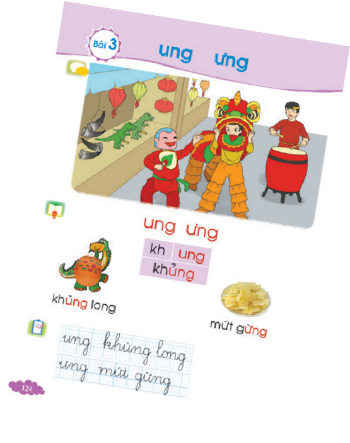 Bài 3
ung ưng
ung ưng
kh ung
khủng
khủng long
mứt gừng
ung khủng long
ưng mứt gừng
124